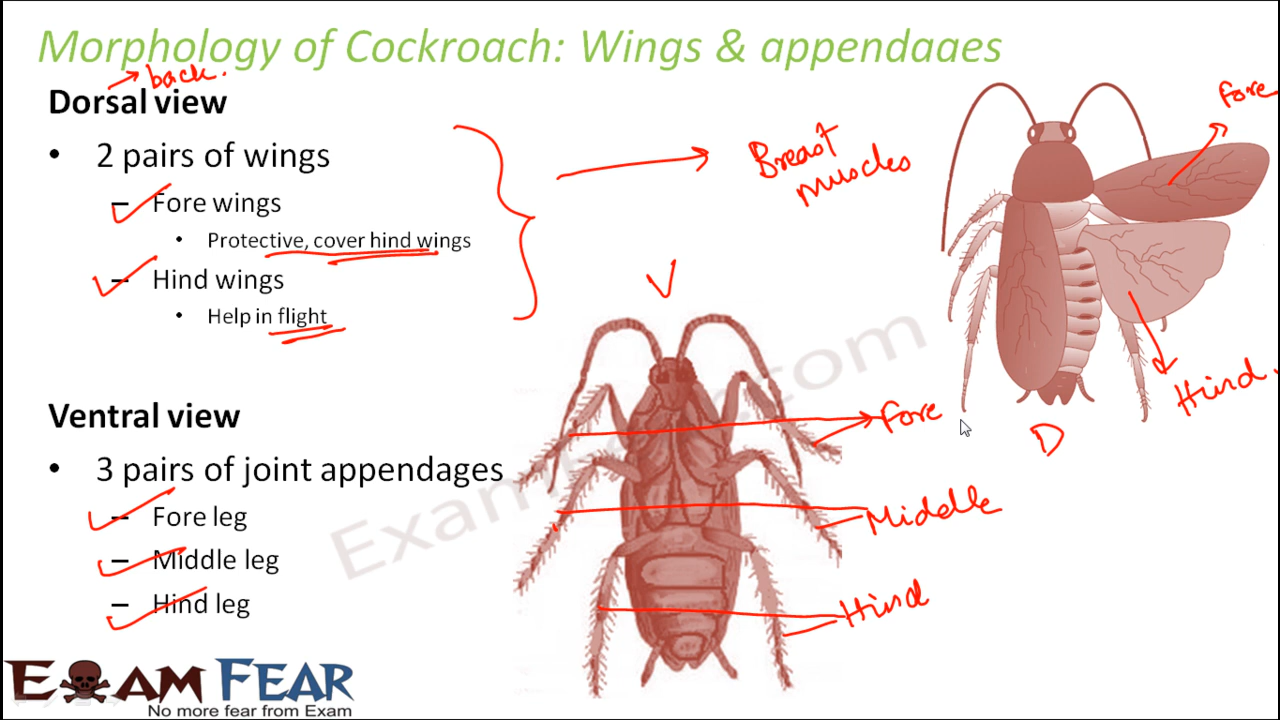 Morphology of Cockroach: Wings & appendages
back.
Dorsal view
• 2 pairs of wings
– Fore wings
• Protective, cover hind wings
– Hind wings
• Help in flight
Breast
muscles
Fore
Hind.
D
V
Ventral view
• 3 pairs of joint appendages
– Fore leg
– Middle leg
– Hind leg
Fore
Middle
Hind
ExamFear.com
EXAM FEAR
No more fear from Exam